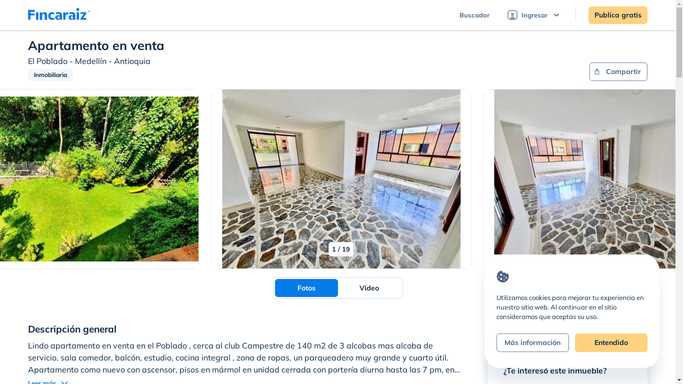 Fincaraiz
Buscador
Ingresar
Publica gratis
Apartamento en venta
El Poblado - Medellín - Antioquia
Inmobiliaria
Compartir
1 / 19
Fotos
Video
Descripción general
Lindo apartamento en venta en el Poblado , cerca al club Campestre de 140 m2 de 3 alcobas mas alcoba de
servicio, sala comedor, balcón, estudio, cocina integral , zona de ropas, un parqueadero muy grande y cuarto útil.
Apartamento como nuevo con ascensor, pisos en mármol en unidad cerrada con portería diurna hasta las 7 pm, en...
Leer más
Utilizamos cookies para mejorar tu experiencia en
nuestro sitio web. Al continuar en el sitio
consideramos que aceptas su uso.
Más información
Entendido
¿Te interesó este inmueble?